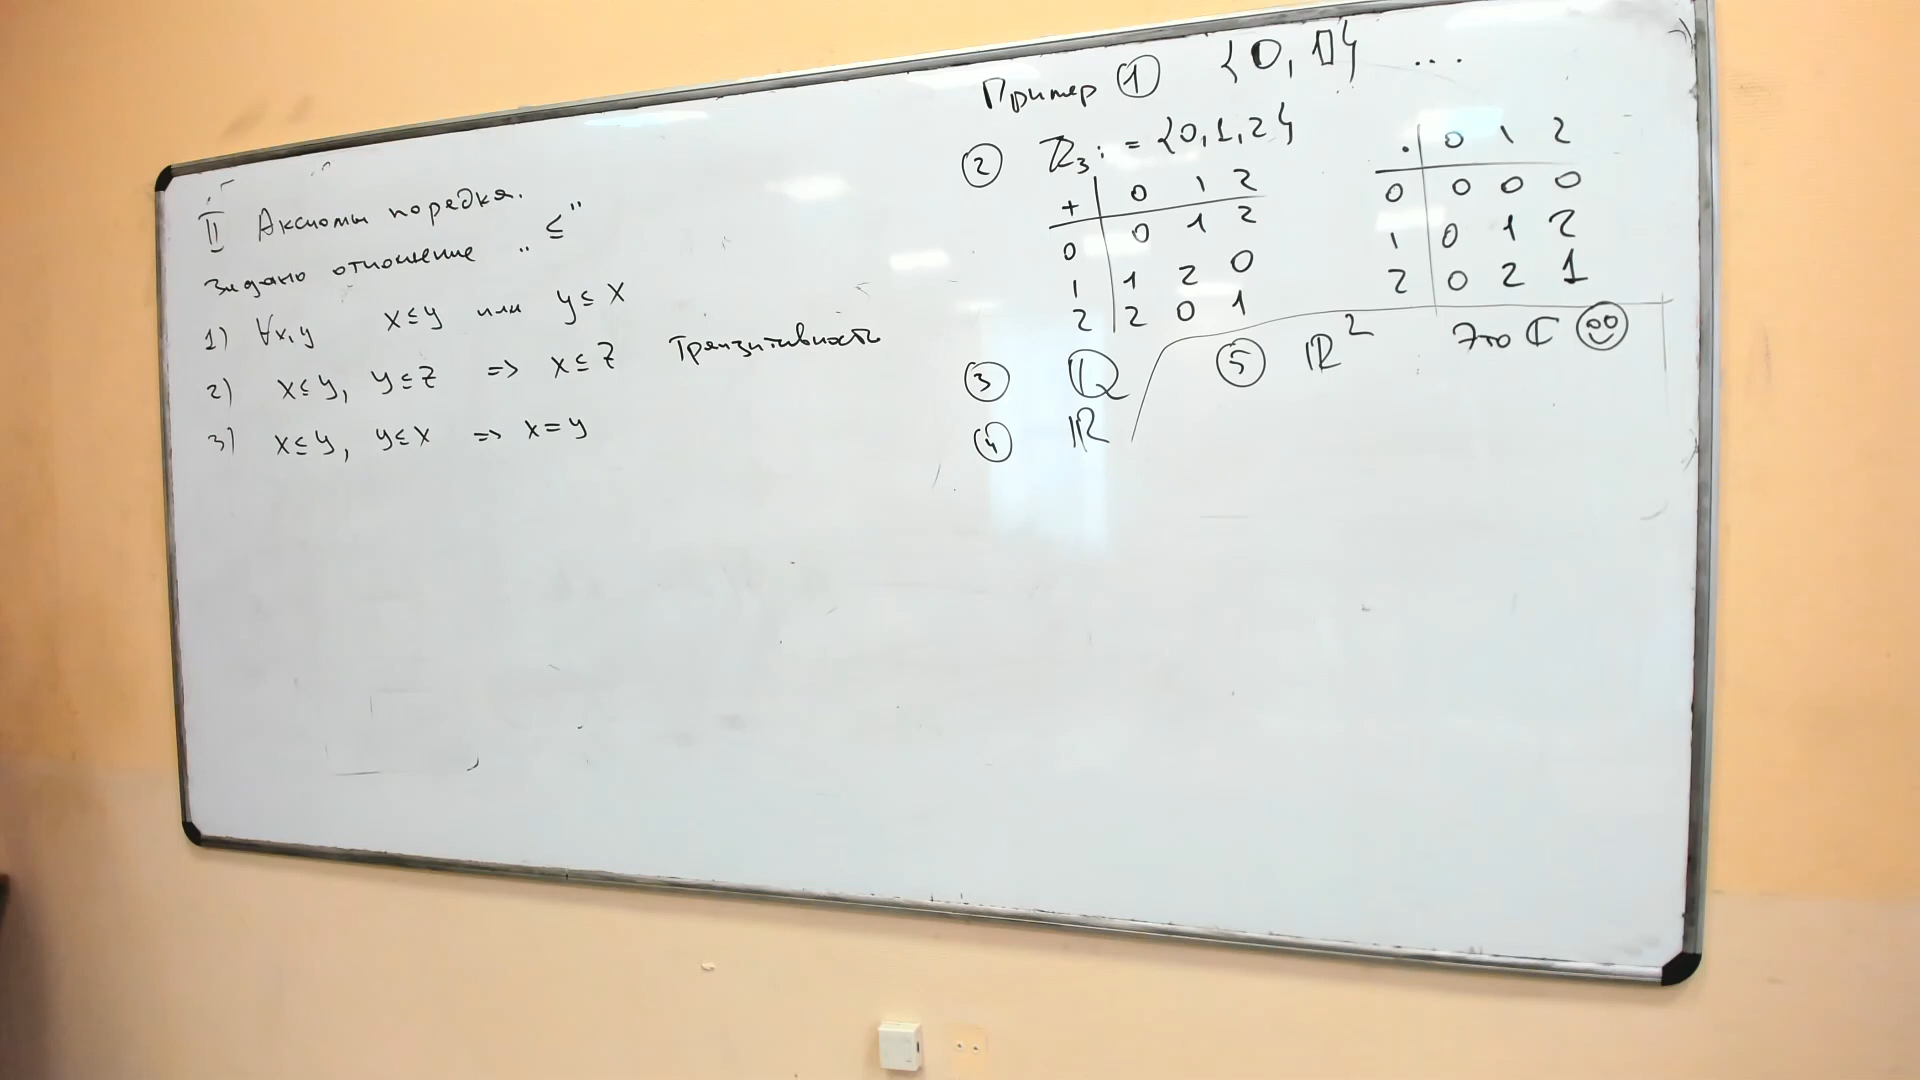 II Аксиомы порядка.
Задано отношение „≤"
1) ∀x,y x≤y или y≤x
2) x≤y, y≤z => x≤z Транзитивность
3) x≤y, y≤x => x=y
Пример ① {0, 1} ...
② ℤ₃ := {0,1,2}
+ | 0 1 2
0 | 0 1 2
1 | 1 2 0
2 | 2 0 1
· | 0 1 2
0 | 0 0 0
1 | 0 1 2
2 | 0 2 1
③ ℚ
④ ℝ
⑤ ℝ² Это ℂ